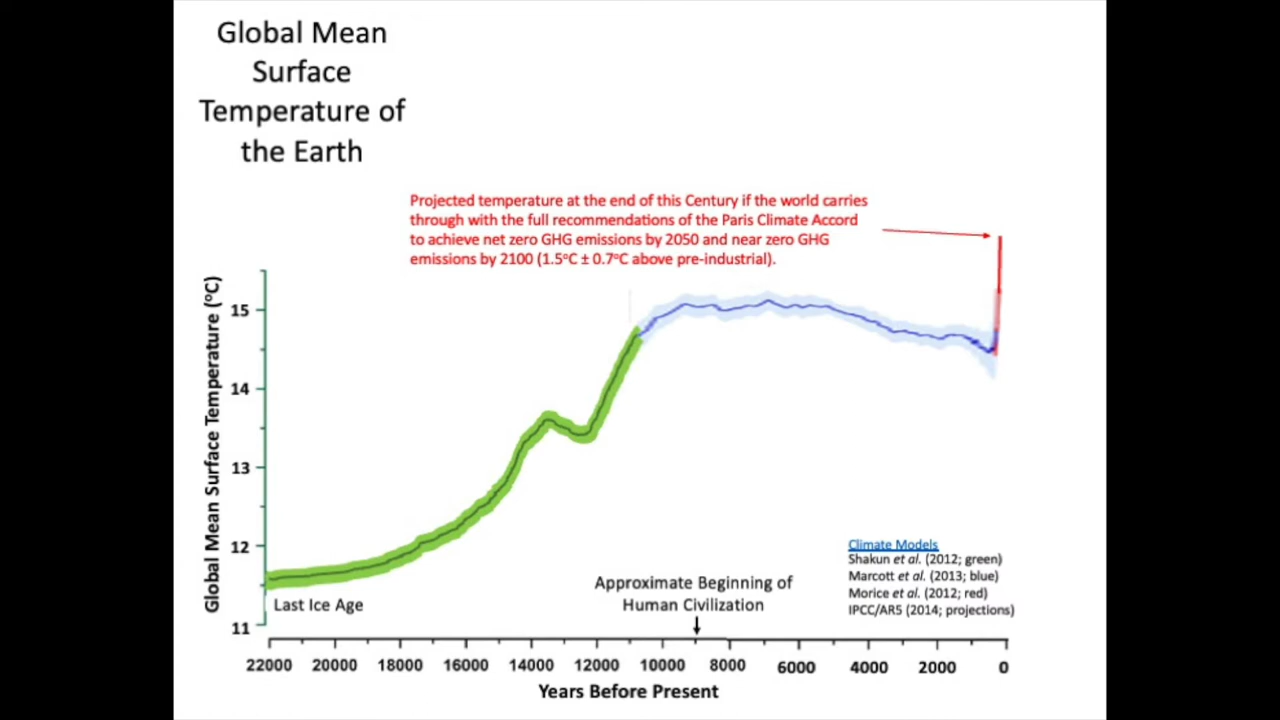 Global Mean
Surface
Temperature of
the Earth
Projected temperature at the end of this Century if the world carries
through with the full recommendations of the Paris Climate Accord
to achieve net zero GHG emissions by 2050 and near zero GHG
emissions by 2100 (1.5°C ± 0.7°C above pre-industrial).
Global Mean Surface Temperature (°C)
15
14
13
12
11
Last Ice Age
Approximate Beginning of
Human Civilization
Climate Models
Shakun et al. (2012; green)
Marcott et al. (2013; blue)
Morice et al. (2012; red)
IPCC/AR5 (2014; projections)
22000 20000 18000 16000 14000 12000 10000 8000 6000 4000 2000 0
Years Before Present